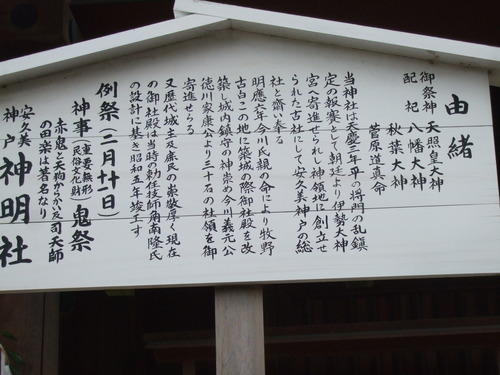 由緒
御祭神 天照皇大神
配祀 八幡大神
秋葉大神
菅原道真命
当神社は天慶三年平の将門の乱鎮
定の報賽として朝廷より伊勢大神
宮へ寄進せられし神領地に創立せ
られた古社にして安久美神戸の総
社と斎い奉る
明應六年今川氏親の命により牧野
古白この地に築城の際御社殿を改
築し城内鎮守の神と崇め今川義元公
徳川家康公より三十石の社領を御
寄進せらる
又歴代城主及庶民の崇敬厚く現在
の御社殿は当時の勅任技師角南隆氏
の設計に基き昭和五年竣工す
例祭(二月十一日)
神事(重要無形民俗文化財)鬼祭
赤鬼と天狗のからかい及司天師
の田楽は著名なり
安久美
神戸 神明社